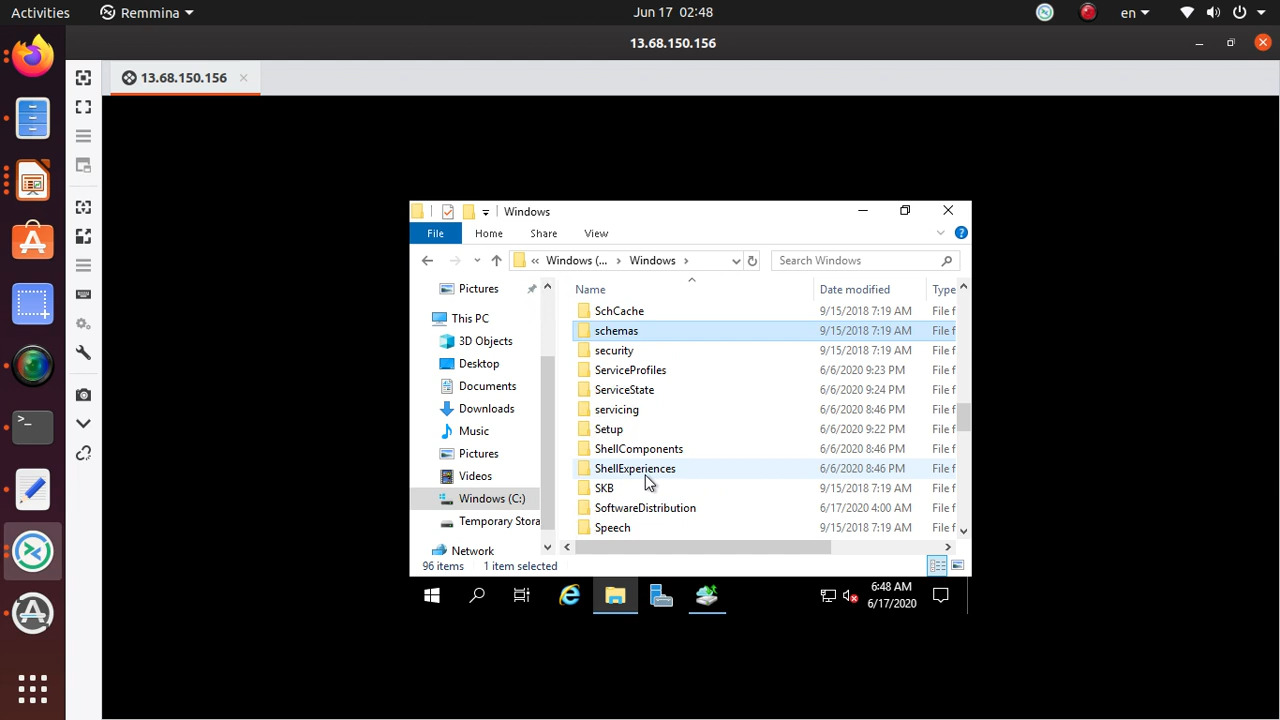 Activities Remmina Jun 17 02:48 en
13.68.150.156
13.68.150.156
Windows
File Home Share View
Windows (... Windows Search Windows
Pictures
This PC
3D Objects
Desktop
Documents
Downloads
Music
Pictures
Videos
Windows (C:)
Temporary Stora
Network
Name Date modified Type
SchCache 9/15/2018 7:19 AM File f
schemas 9/15/2018 7:19 AM File f
security 9/15/2018 7:19 AM File f
ServiceProfiles 6/6/2020 9:23 PM File f
ServiceState 6/6/2020 9:24 PM File f
servicing 6/6/2020 8:46 PM File f
Setup 6/6/2020 9:22 PM File f
ShellComponents 6/6/2020 8:46 PM File f
ShellExperiences 6/6/2020 8:46 PM File f
SKB 9/15/2018 7:19 AM File f
SoftwareDistribution 6/17/2020 4:00 AM File f
Speech 9/15/2018 7:19 AM File f
96 items 1 item selected
6:48 AM
6/17/2020